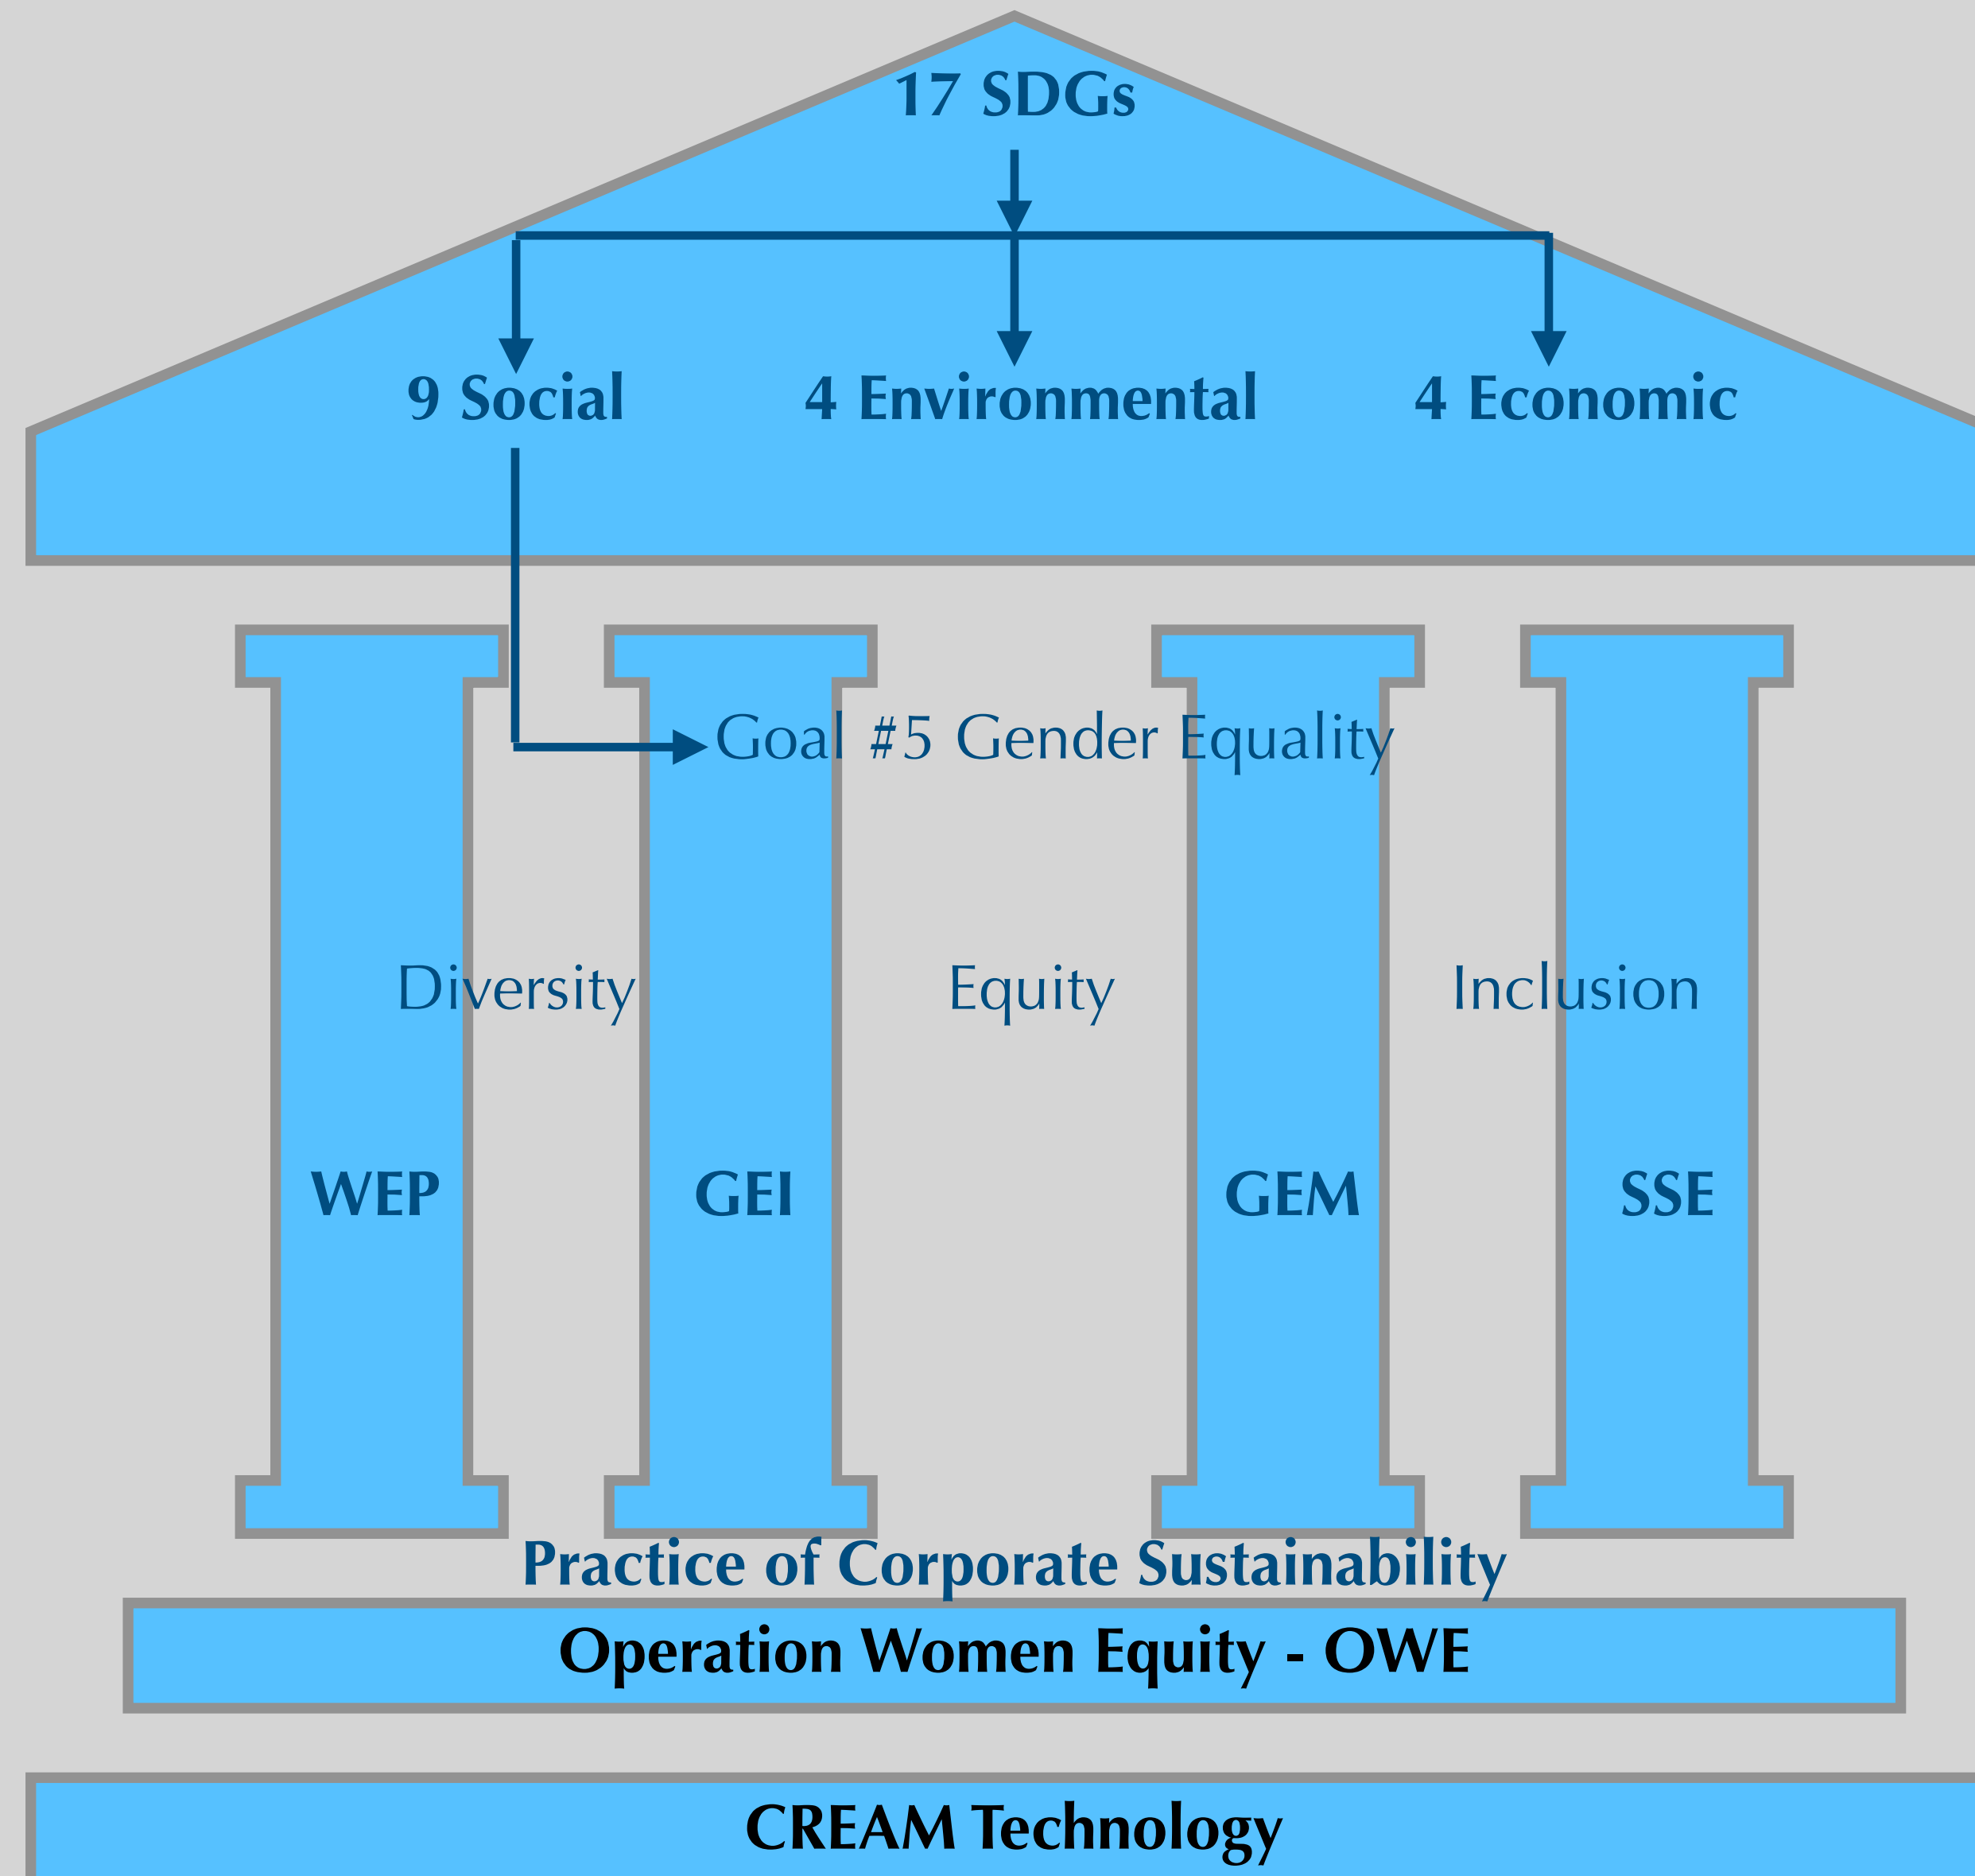 17 SDGs
9 Social 4 Environmental 4 Economic
Goal #5 Gender Equality
Diversity Equity Inclusion
WEP GEI GEM SSE
Practice of Corporate Sustainability
Operation Women Equity - OWE
CREAM Technology